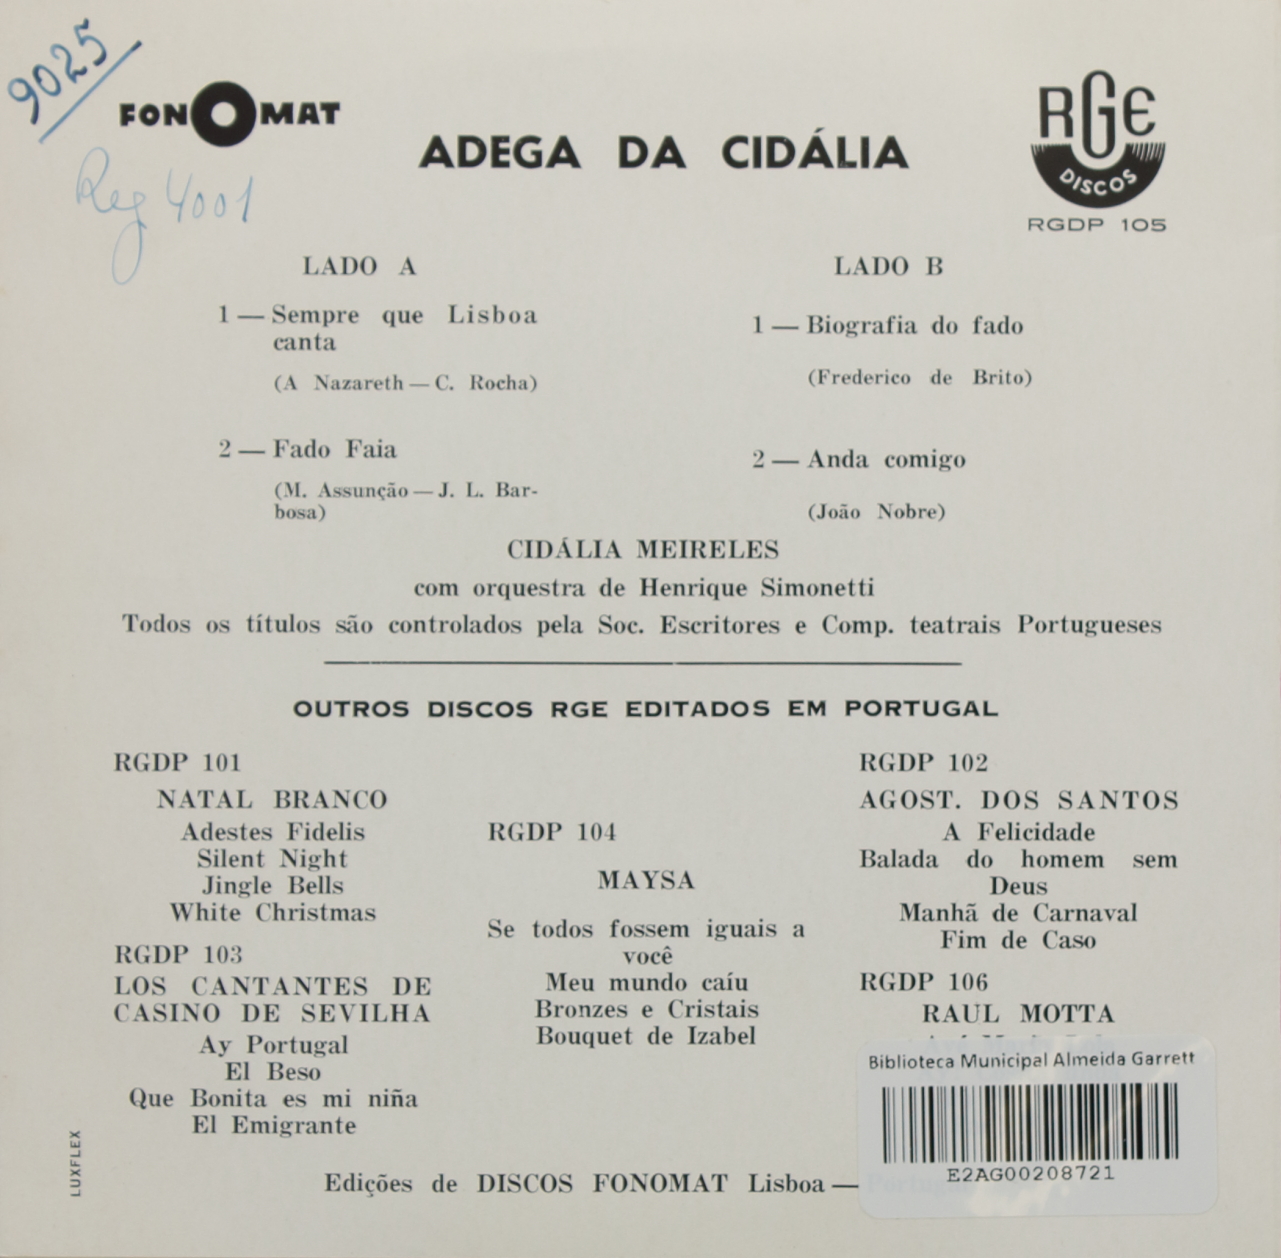 9025
FONOMAT
Reg 4001
ADEGA DA CIDÁLIA
RGE
DISCOS
RGDP 105
LADO A
1 — Sempre que Lisboa
canta
(A Nazareth — C. Rocha)
2 — Fado Faia
(M. Assunção — J. L. Bar-
bosa)
LADO B
1 — Biografia do fado
(Frederico de Brito)
2 — Anda comigo
(João Nobre)
CIDÁLIA MEIRELES
com orquestra de Henrique Simonetti
Todos os títulos são controlados pela Soc. Escritores e Comp. teatrais Portugueses
OUTROS DISCOS RGE EDITADOS EM PORTUGAL
RGDP 101
NATAL BRANCO
Adestes Fidelis
Silent Night
Jingle Bells
White Christmas
RGDP 103
LOS CANTANTES DE
CASINO DE SEVILHA
Ay Portugal
El Beso
Que Bonita es mi niña
El Emigrante
RGDP 104
MAYSA
Se todos fossem iguais a
você
Meu mundo caíu
Bronzes e Cristais
Bouquet de Izabel
RGDP 102
AGOST. DOS SANTOS
A Felicidade
Balada do homem sem
Deus
Manhã de Carnaval
Fim de Caso
RGDP 106
RAUL MOTTA
Biblioteca Municipal Almeida Garrett
E2AG00208721
Edições de DISCOS FONOMAT Lisboa — Portugal
LUXFLEX